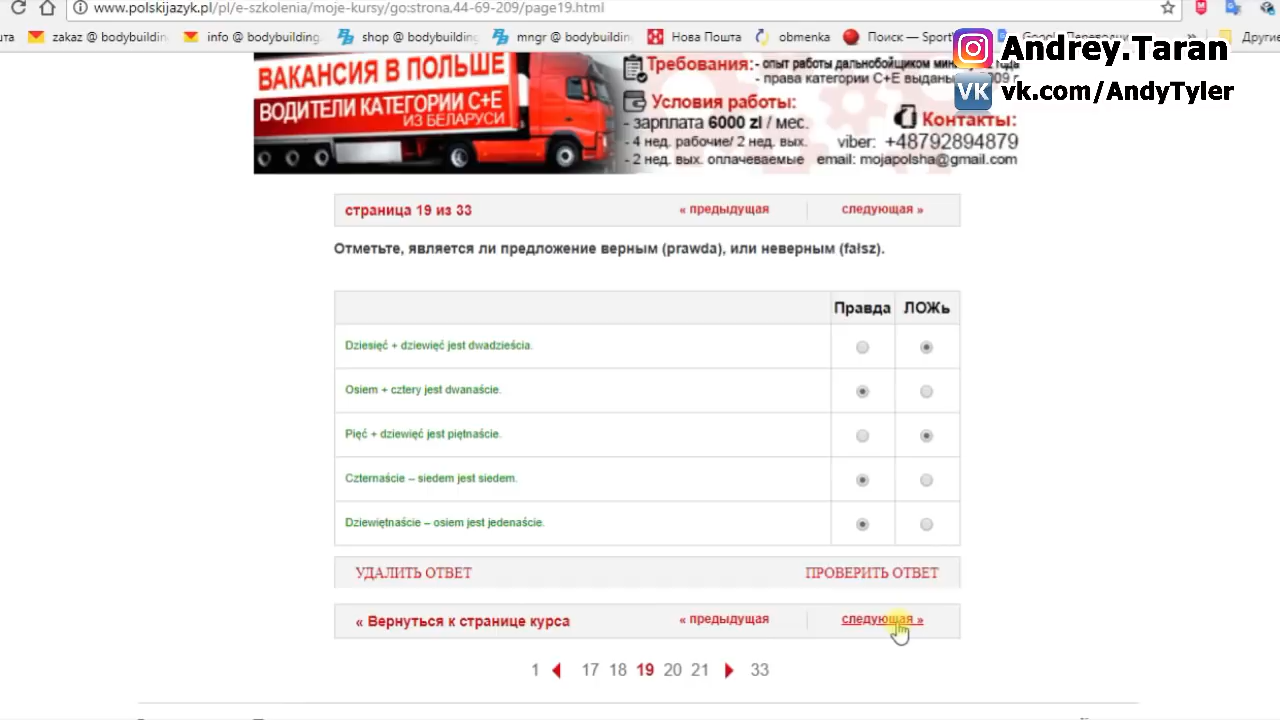 www.polskijazyk.pl/pl/e-szkolenia/moje-kursy/go:strona,44-69-209/page19.html
та zakaz @ bodybuilding info @ bodybuilding. shop @ bodybuilding mngr @ bodybuildin Нова Пошта obmenka Поиск — Sport Другие
Andrey.Taran
vk.com/AndyTyler
ВАКАНСИЯ В ПОЛЬШЕ
ВОДИТЕЛИ КАТЕГОРИИ C+E
ИЗ БЕЛАРУСИ
Требования: - опыт работы дальнобойщиком
- права категории C+E
Условия работы:
- зарплата 6000 zl / мес.
- 4 нед. рабочие/ 2 нед. вых.
- 2 нед. вых. оплачеваемые
Контакты:
viber: +48792894879
email: mojapolsha@gmail.com
страница 19 из 33 « предыдущая следующая »
Отметьте, является ли предложение верным (prawda), или неверным (fałsz).
Правда ЛОЖь
Dziesięć + dziewięć jest dwadzieścia.
Osiem + cztery jest dwanaście.
Pięć + dziewięć jest piętnaście.
Czternaście – siedem jest siedem.
Dziewiętnaście – osiem jest jedenaście.
УДАЛИТЬ ОТВЕТ ПРОВЕРИТЬ ОТВЕТ
« Вернуться к странице курса « предыдущая следующая »
1 17 18 19 20 21 33